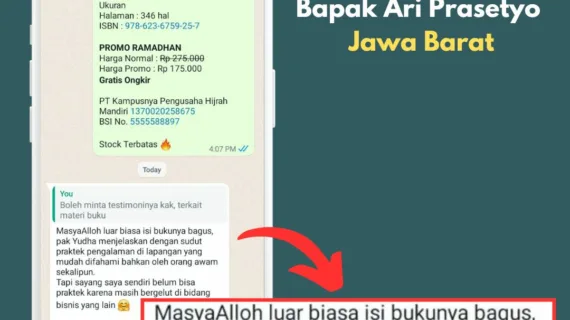 Bapak Ari Prasetyo
Jawa Barat
Ukuran
Halaman : 346 hal
ISBN : 978-623-6759-25-7
PROMO RAMADHAN
Harga Normal : Rp 275.000
Harga Promo : Rp 175.000
Gratis Ongkir
PT Kampusnya Pengusaha Hijrah
Mandiri 1370020258675
BSI No. 5555588897
Stock Terbatas 🔥
4:07 PM
Today
You
Boleh minta testimoninya kak, terkait
materi buku
MasyaAlloh luar biasa isi bukunya bagus,
pak Yudha menjelaskan dengan sudut
praktek pengalaman di lapangan yang
mudah difahami bahkan oleh orang awam
sekalipun.
Tapi sayang saya sendiri belum bisa
praktek karena masih bergelut di bidang
bisnis yang lain 🤗
MasyaAlloh luar biasa isi bukunya bagus,